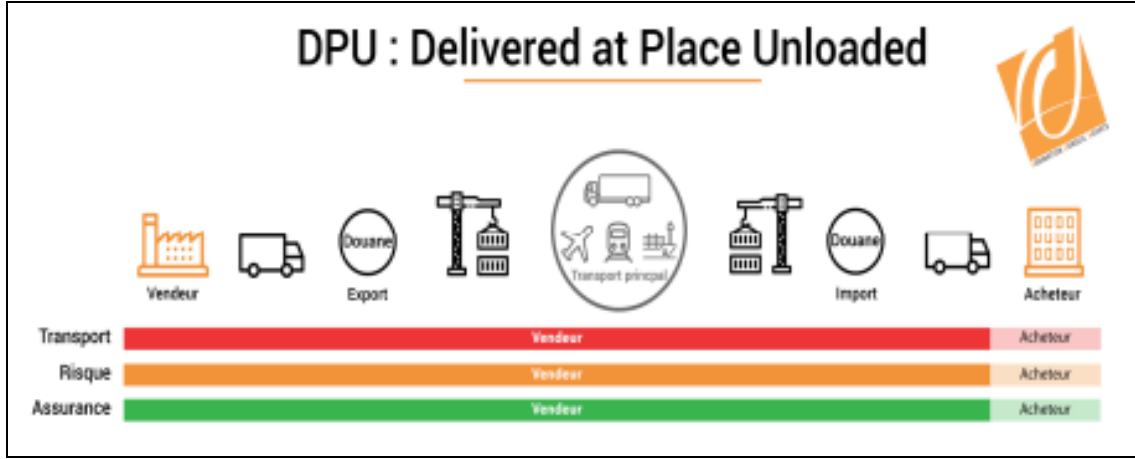 DPU : Delivered at Place Unloaded
Douane
Douane
Transport princpal
Vendeur
Export
Import
Acheteur
Transport
Vendeur
Acheteur
Risque
Vendeur
Acheteur
Assurance
Vendeur
Acheteur